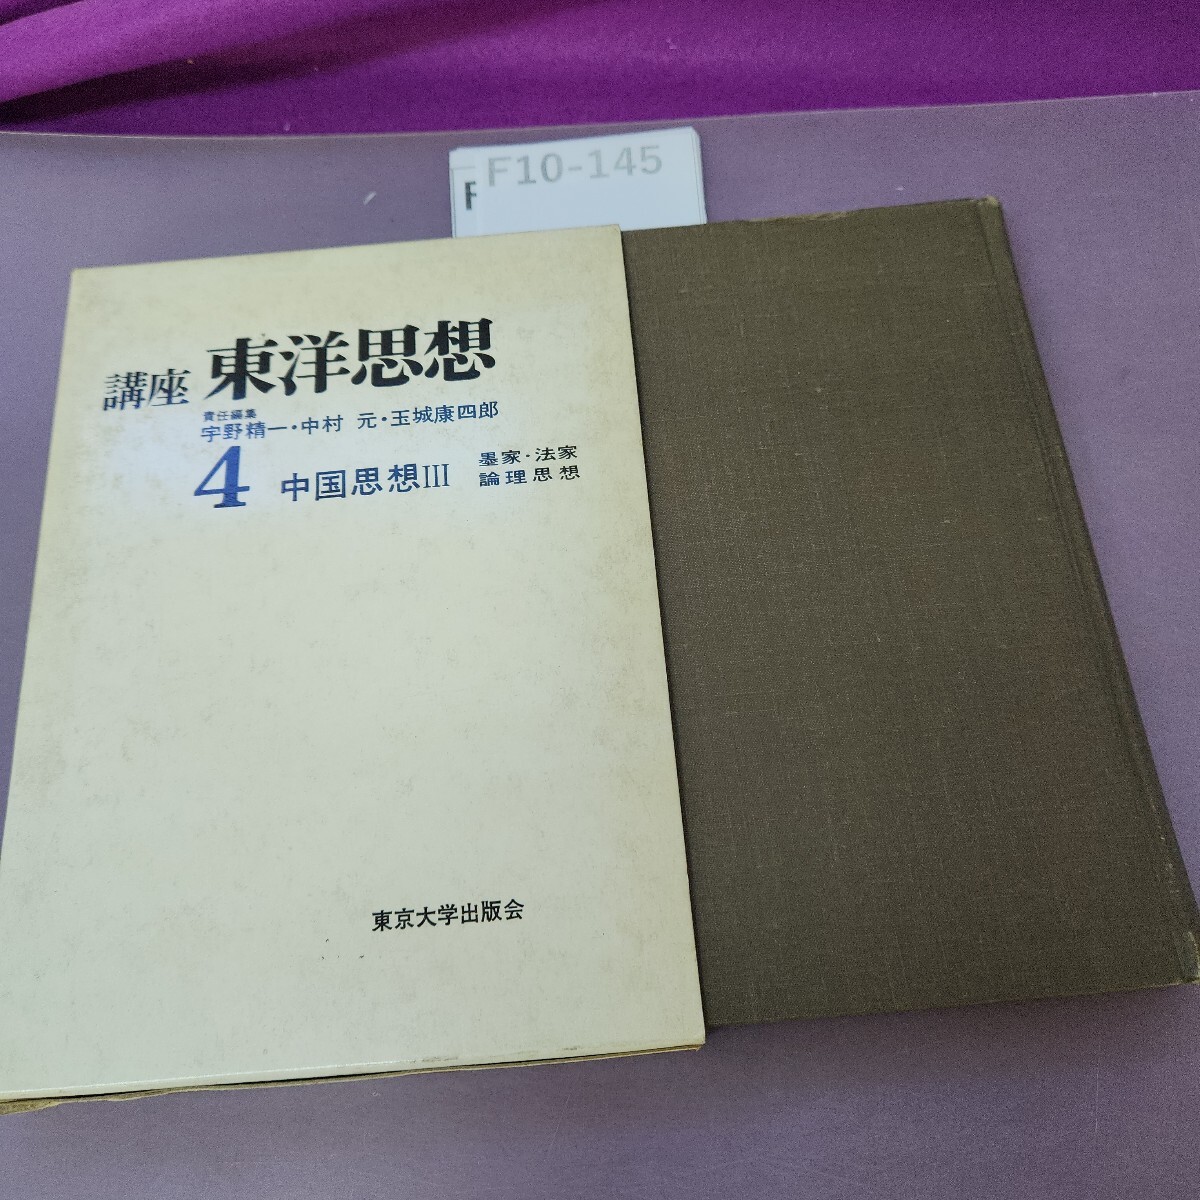 F10-145
F
講座 東洋思想
責任編集
宇野精一・中村 元・玉城康四郎
4 中国思想III 墨家・法家
論理思想
東京大学出版会